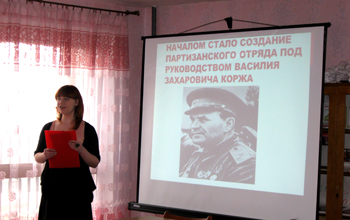 НАЧАЛОМ СТАЛО СОЗДАНИЕ
ПАРТИЗАНСКОГО ОТРЯДА ПОД
РУКОВОДСТВОМ ВАСИЛИЯ
ЗАХАРОВИЧА КОРЖА